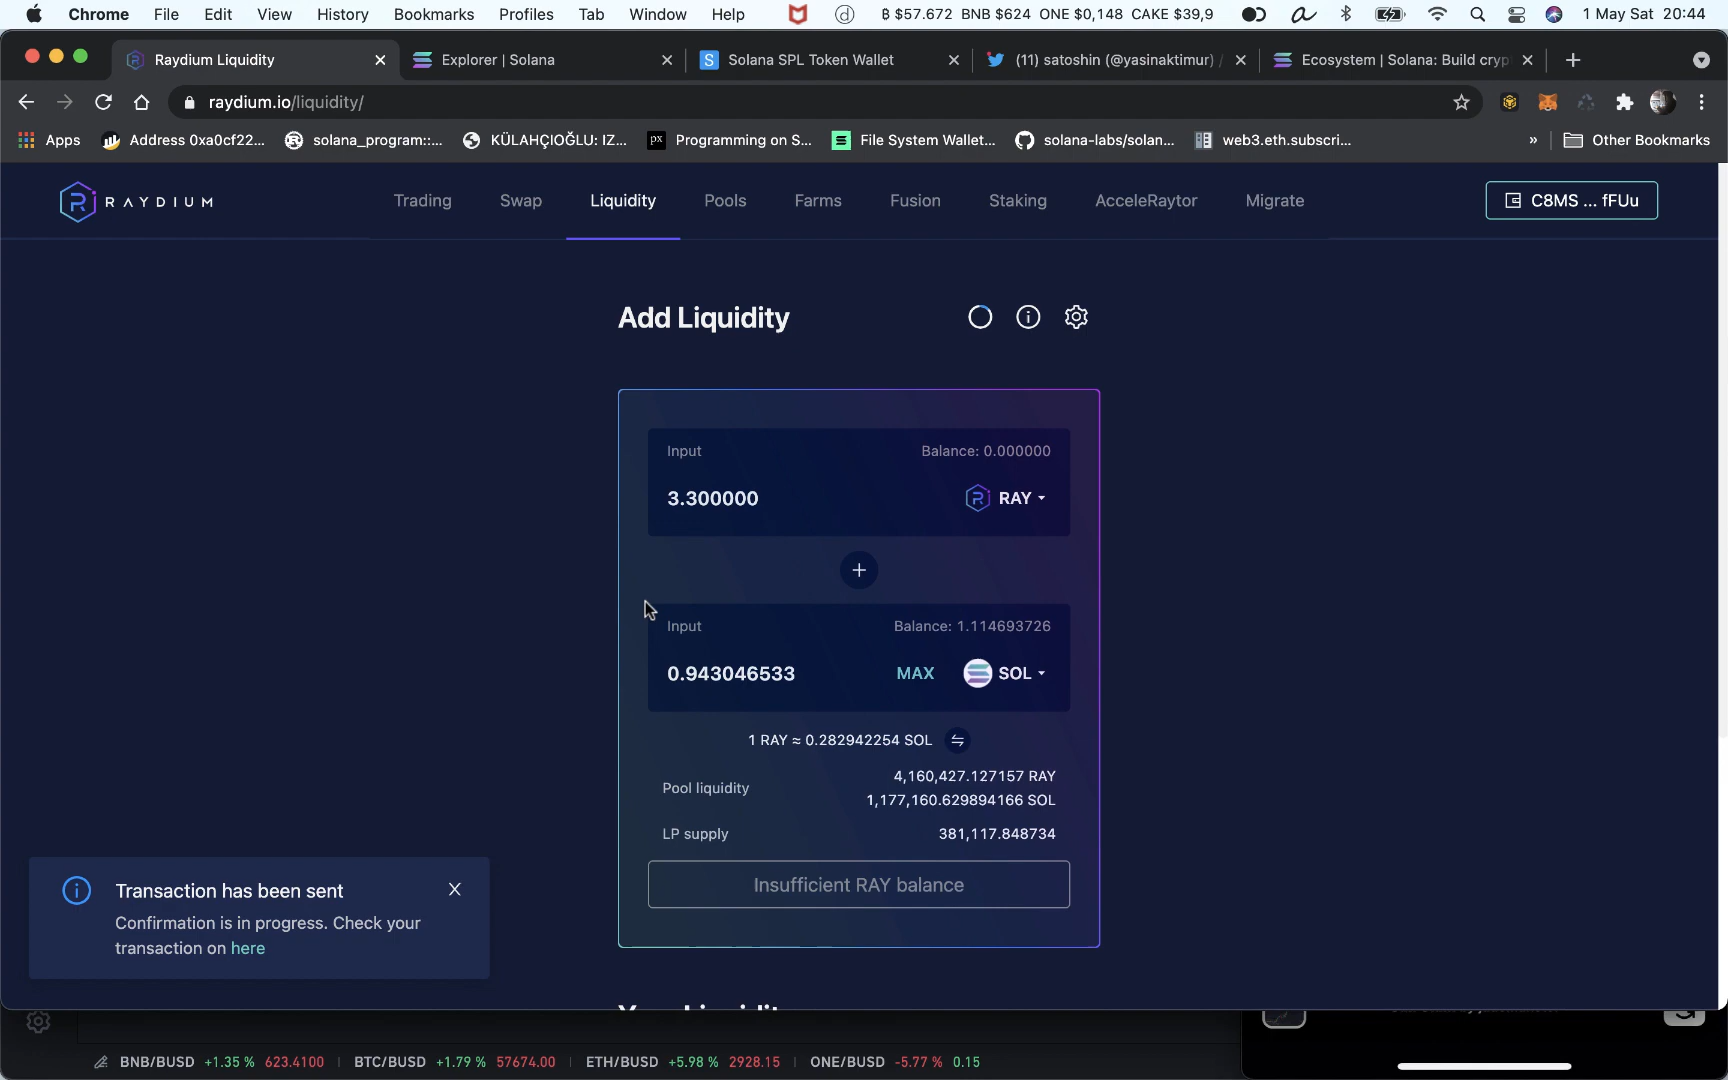 Chrome File Edit View History Bookmarks Profiles Tab Window Help ₿ $57.672 BNB $624 ONE $0,148 CAKE $39,9 1 May Sat 20:44
Raydium Liquidity Explorer | Solana Solana SPL Token Wallet (11) satoshin (@yasinaktimur) / Ecosystem | Solana: Build cryp
raydium.io/liquidity/
Apps Address 0xa0cf22... solana_program::... KÜLAHÇIOĞLU: IZ... Programming on S... File System Wallet... solana-labs/solan... web3.eth.subscri... » Other Bookmarks
RAYDIUM Trading Swap Liquidity Pools Farms Fusion Staking AcceleRaytor Migrate C8MS ... fFUu
Add Liquidity
Input Balance: 0.000000
3.300000 RAY
+
Input Balance: 1.114693726
0.943046533 MAX SOL
1 RAY ≈ 0.282942254 SOL
Pool liquidity 4,160,427.127157 RAY
1,177,160.629894166 SOL
LP supply 381,117.848734
Insufficient RAY balance
Transaction has been sent X
Confirmation is in progress. Check your
transaction on here
BNB/BUSD +1.35 % 623.4100 | BTC/BUSD +1.79 % 57674.00 | ETH/BUSD +5.98 % 2928.15 | ONE/BUSD -5.77 % 0.15